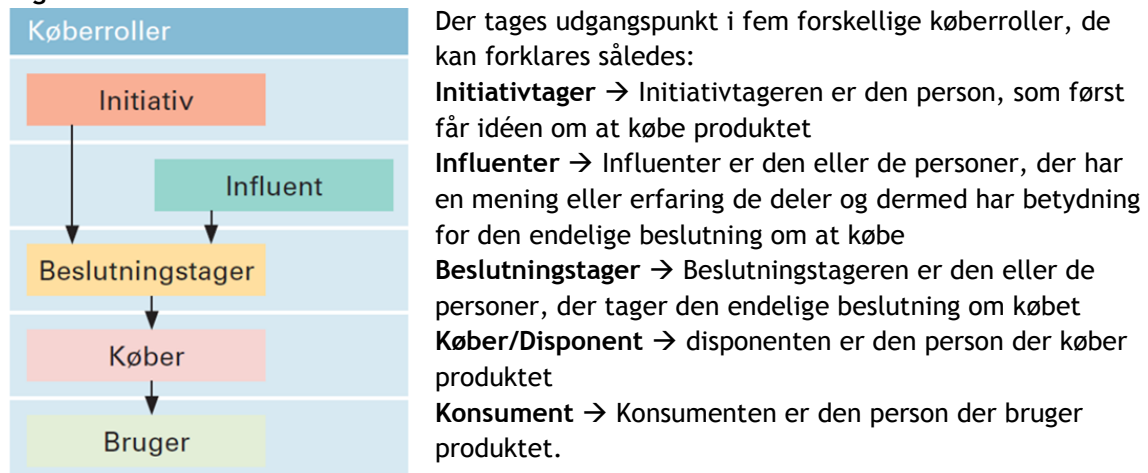 Køberroller
Initiativ
Influent
Beslutningstager
Køber
Bruger
Der tages udgangspunkt i fem forskellige køberroller, de
kan forklares således:
Initiativtager → Initiativtageren er den person, som først
får idéen om at købe produktet
Influenter → Influenter er den eller de personer, der har
en mening eller erfaring de deler og dermed har betydning
for den endelige beslutning om at købe
Beslutningstager → Beslutningstageren er den eller de
personer, der tager den endelige beslutning om købet
Køber/Disponent → disponenten er den person der køber
produktet
Konsument → Konsumenten er den person der bruger
produktet.